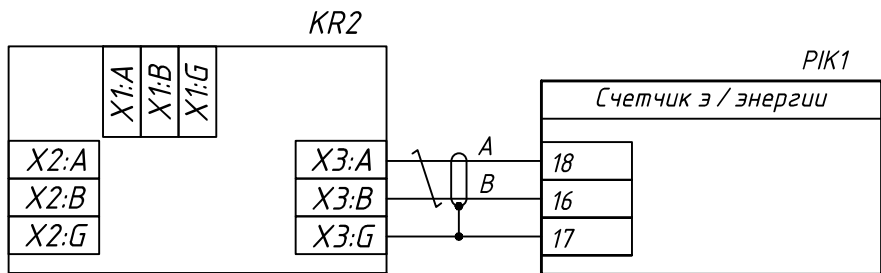 KR2
PIK1
X1:A
X1:B
X1:G
Счетчик э / энергии
X2:A
X2:B
X2:G
X3:A
X3:B
X3:G
A
B
18
16
17